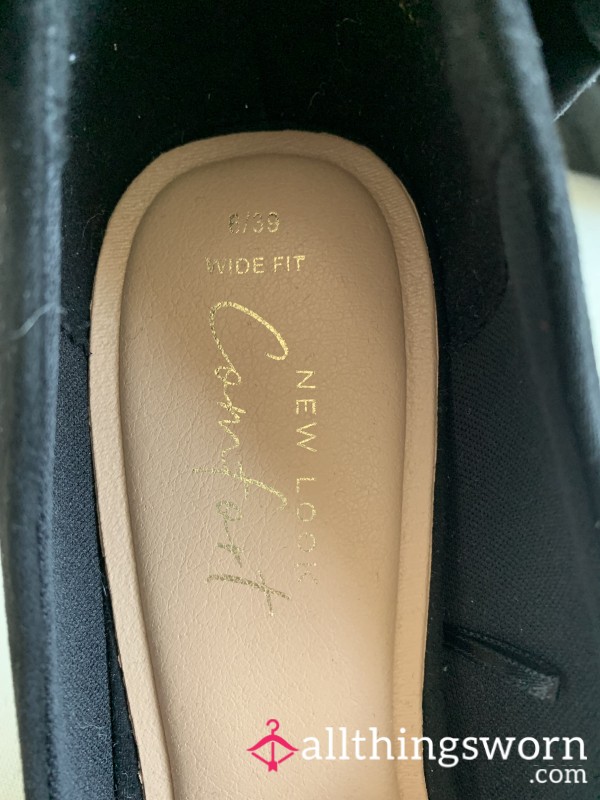 6/39
WIDE FIT
NEW LOOK
Comfort
allthingsworn
.com